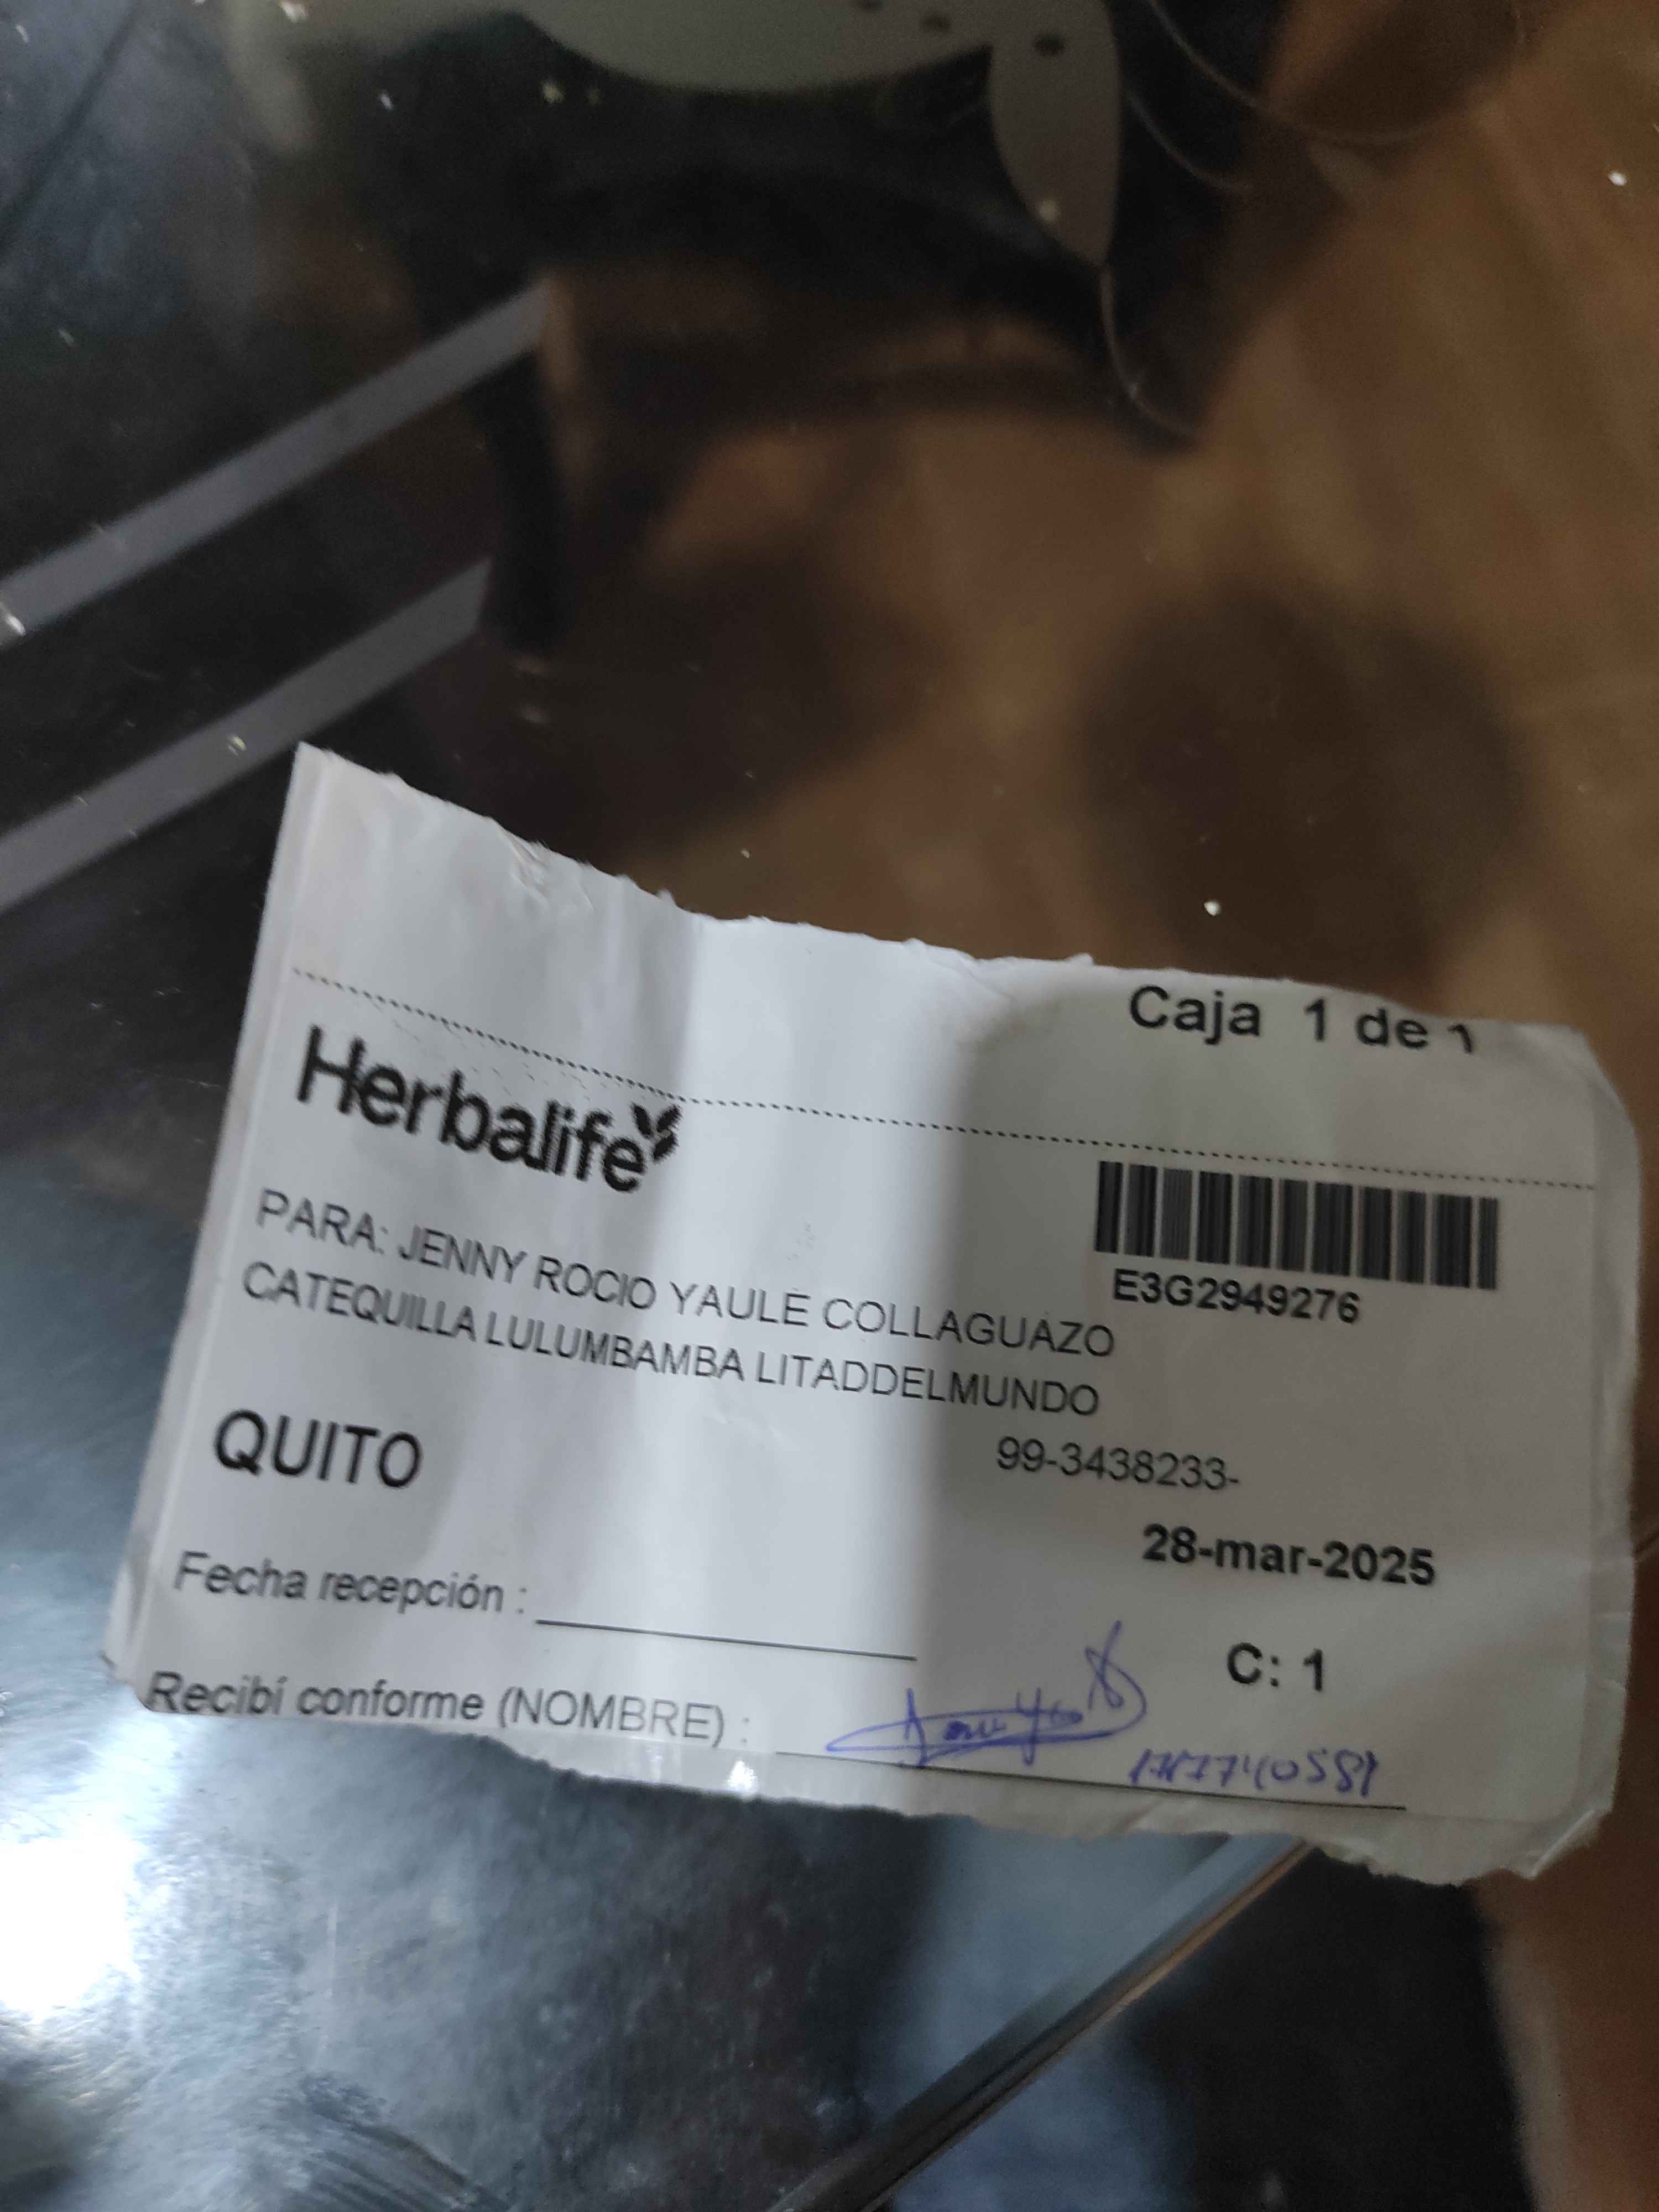 Caja 1 de 1
Herbalife
E3G2949276
PARA: JENNY ROCIO YAULE COLLAGUAZO
CATEQUILLA LULUMBAMBA LITADDELMUNDO
QUITO
99-3438233-
28-mar-2025
Fecha recepción :
C: 1
Recibí conforme (NOMBRE) :